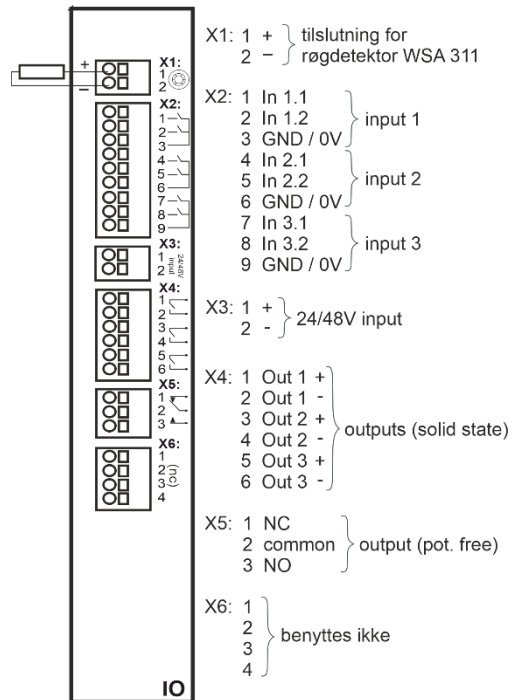 +
−
X1:
1
2
X2:
1
2
3
4
5
6
7
8
9
X3:
1
2
24/48V
input
X4:
1
2
3
4
5
6
X5:
1
2
3
X6:
1
2
3
4
(nc)
IO
X1: 1 + tilslutning for
2 − røgdetektor WSA 311
X2: 1 In 1.1
2 In 1.2 input 1
3 GND / 0V
4 In 2.1
5 In 2.2 input 2
6 GND / 0V
7 In 3.1
8 In 3.2 input 3
9 GND / 0V
X3: 1 + 24/48V input
2 -
X4: 1 Out 1 +
2 Out 1 -
3 Out 2 +
4 Out 2 - outputs (solid state)
5 Out 3 +
6 Out 3 -
X5: 1 NC
2 common output (pot. free)
3 NO
X6: 1
2
3 benyttes ikke
4